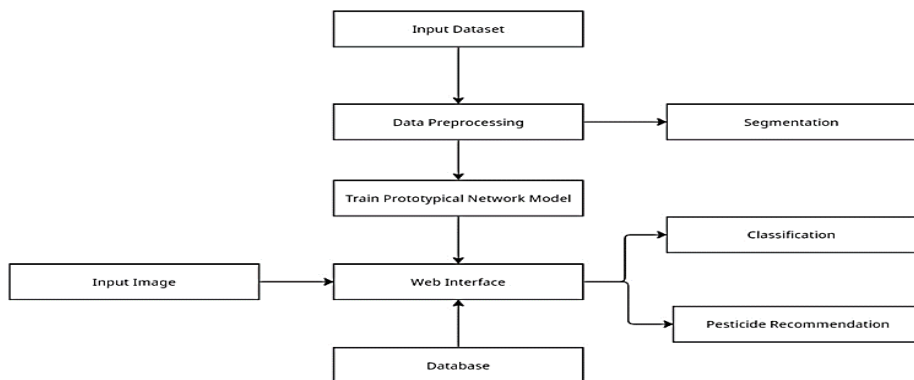 Input Dataset
Data Preprocessing
Segmentation
Train Prototypical Network Model
Classification
Input Image
Web Interface
Pesticide Recommendation
Database